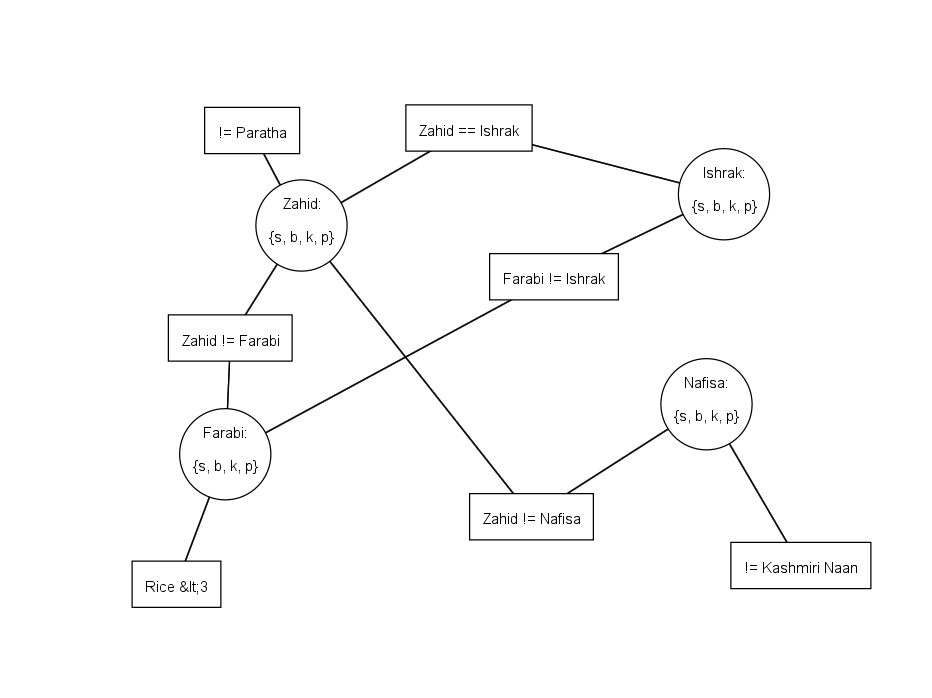 != Paratha
Zahid == Ishrak
Ishrak:
{s, b, k, p}
Zahid:
{s, b, k, p}
Farabi != Ishrak
Zahid != Farabi
Nafisa:
{s, b, k, p}
Farabi:
{s, b, k, p}
Zahid != Nafisa
!= Kashmiri Naan
Rice &lt;3